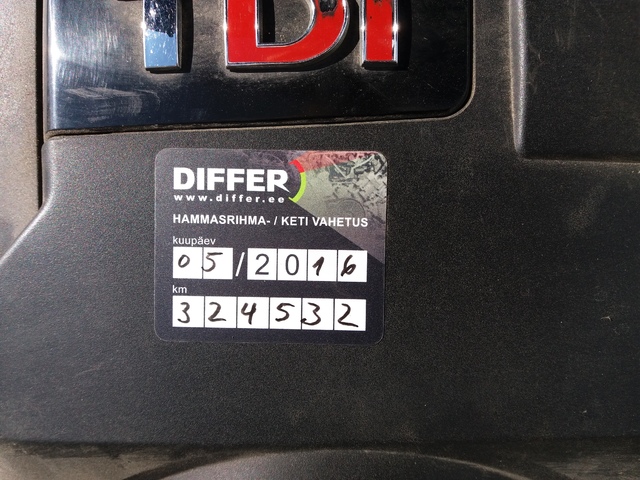 TDI
DIFFER
www.differ.ee
HAMMASRIHMA- / KETI VAHETUS
kuupäev
05/2016
km
324532